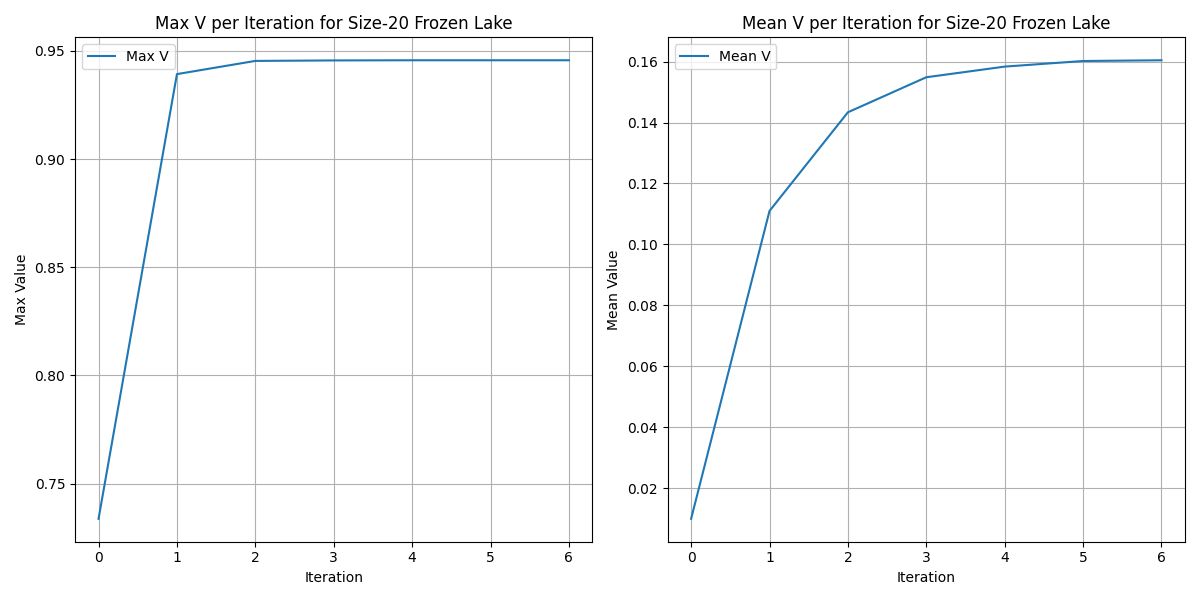 Max V per Iteration for Size-20 Frozen Lake
Max V
0.95
0.90
0.85
0.80
0.75
Max Value
0 1 2 3 4 5 6
Iteration
Mean V per Iteration for Size-20 Frozen Lake
Mean V
0.16
0.14
0.12
0.10
0.08
0.06
0.04
0.02
Mean Value
0 1 2 3 4 5 6
Iteration